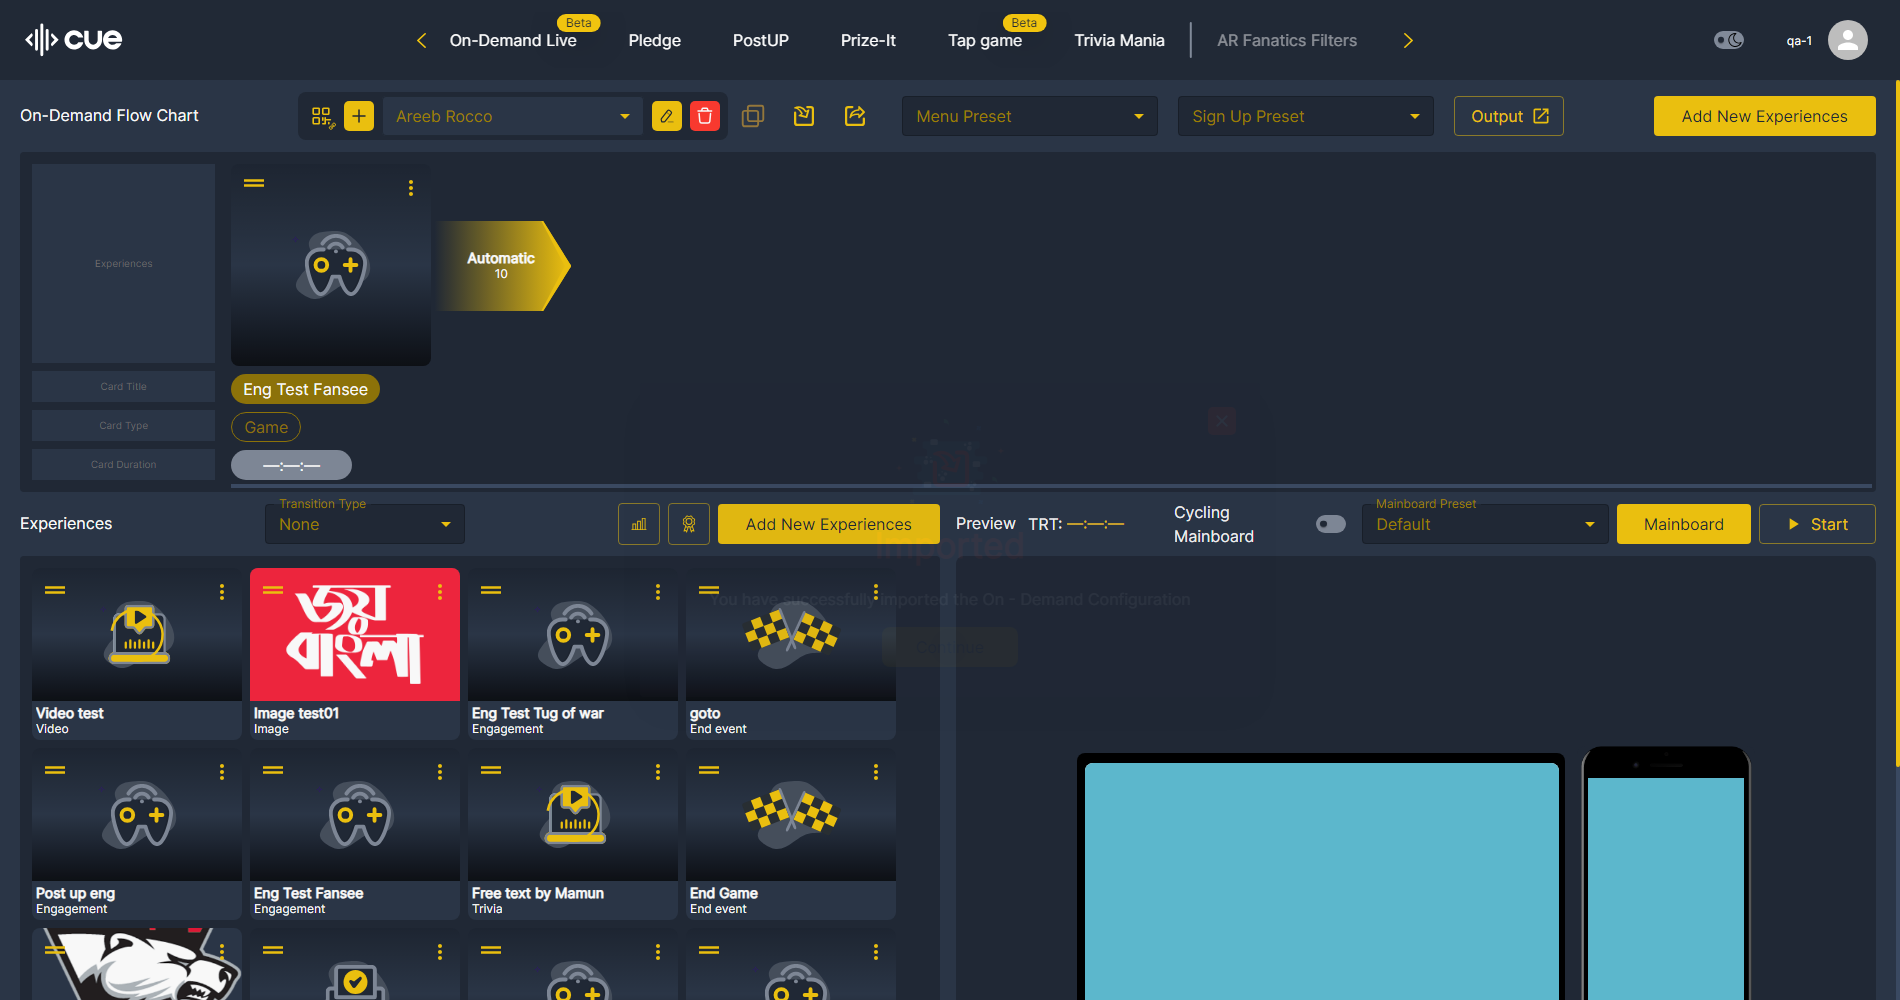 cue
On-Demand Live
Beta
Pledge
PostUP
Prize-It
Tap game
Beta
Trivia Mania
AR Fanatics Filters
qa-1
On-Demand Flow Chart
Areeb Rocco
Menu Preset
Sign Up Preset
Output
Add New Experiences
Experiences
Automatic
10
Card Title
Eng Test Fansee
Card Type
Game
Card Duration
—:—:—
Experiences
Transition Type
None
Add New Experiences
Preview
TRT: —:—:—
Cycling
Mainboard
Mainboard Preset
Default
Mainboard
Start
Imported
You have successfully imported the On - Demand Configuration
Continue
Video test
Video
জয়
বাংলা
Image test01
Image
Eng Test Tug of war
Engagement
goto
End event
Post up eng
Engagement
Eng Test Fansee
Engagement
Free text by Mamun
Trivia
End Game
End event